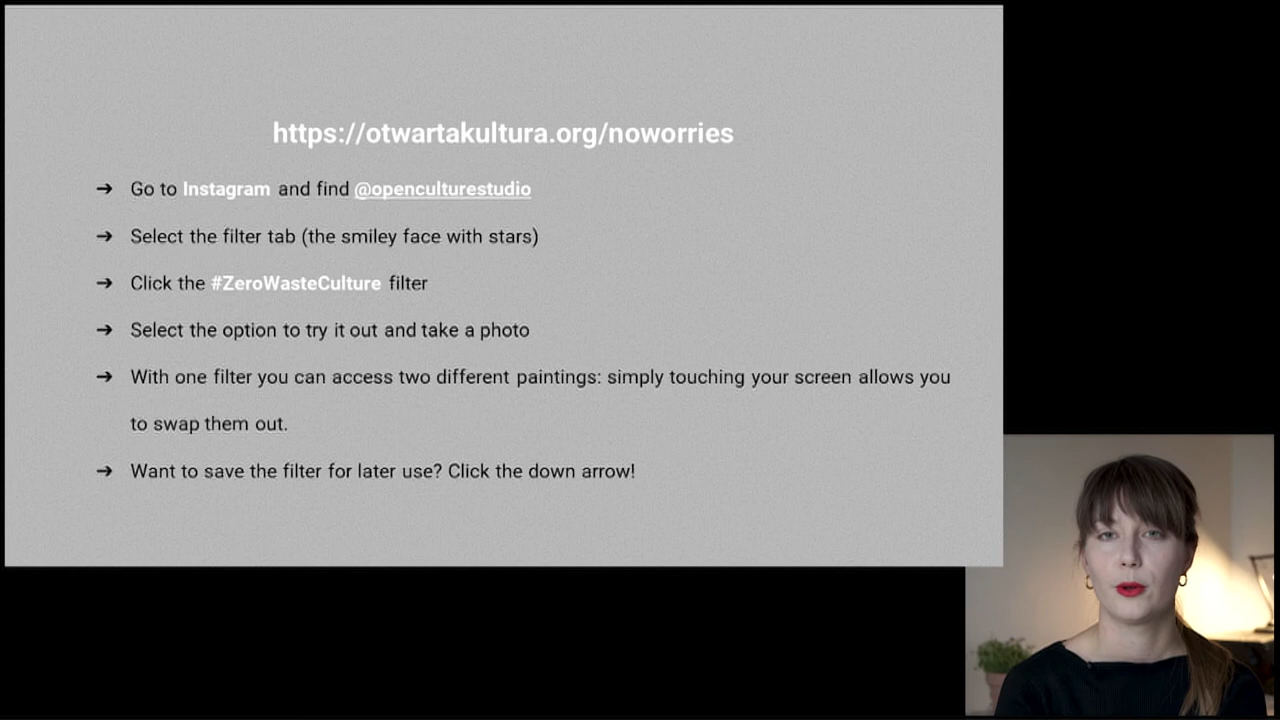 https://otwartakultura.org/noworries
➔ Go to Instagram and find @openculturestudio
➔ Select the filter tab (the smiley face with stars)
➔ Click the #ZeroWasteCulture filter
➔ Select the option to try it out and take a photo
➔ With one filter you can access two different paintings: simply touching your screen allows you
to swap them out.
➔ Want to save the filter for later use? Click the down arrow!